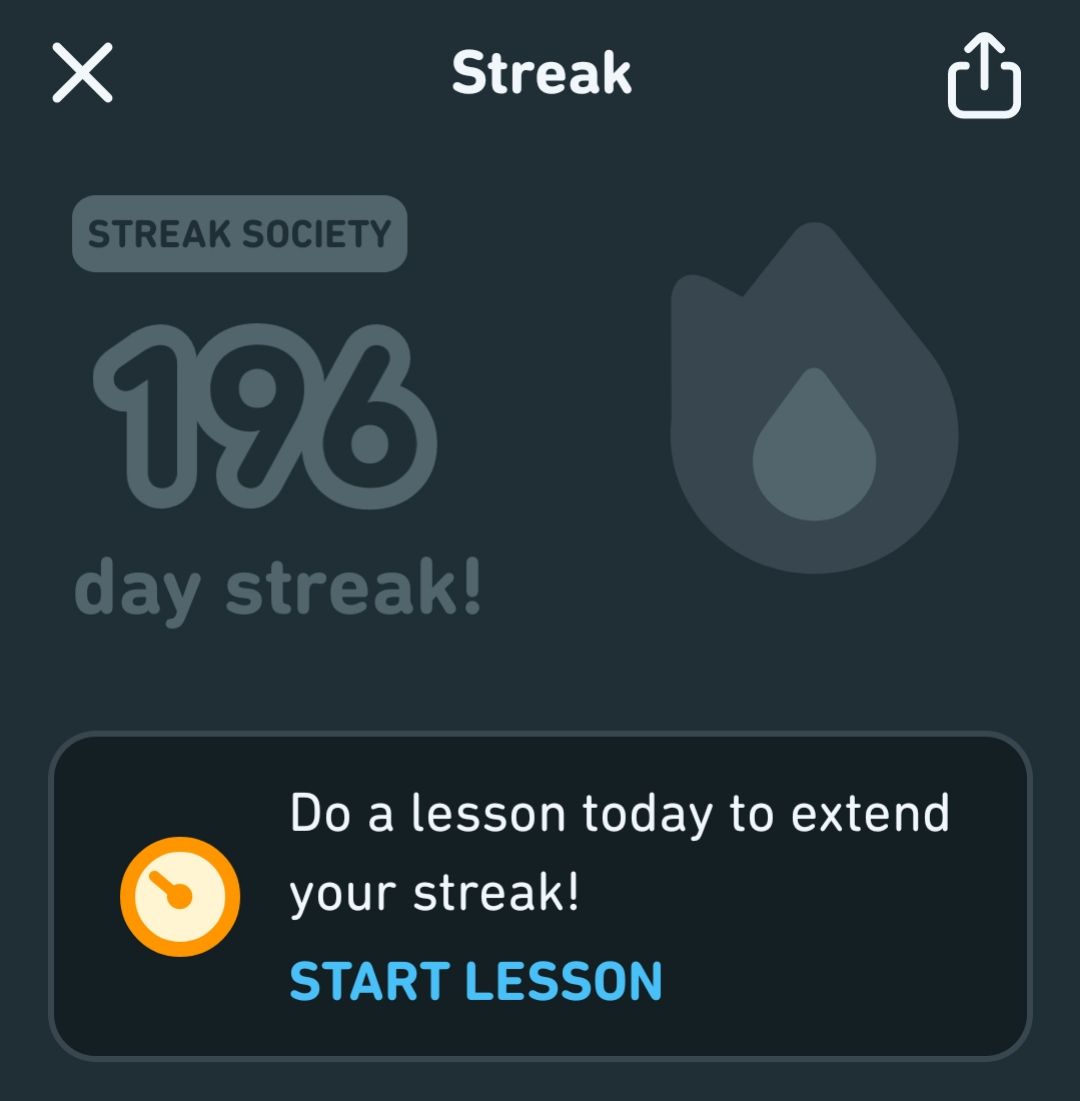 Streak
STREAK SOCIETY
196
day streak!
Do a lesson today to extend
your streak!
START LESSON